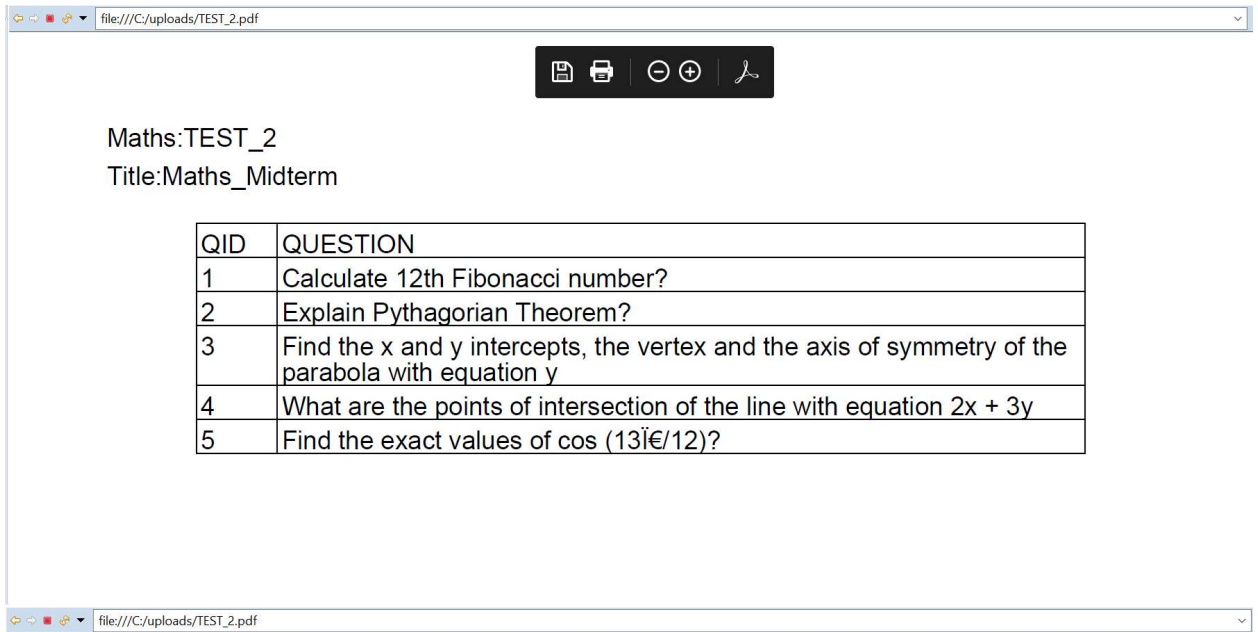 file:///C:/uploads/TEST_2.pdf
Maths:TEST_2
Title:Maths_Midterm
QID QUESTION
1 Calculate 12th Fibonacci number?
2 Explain Pythagorian Theorem?
3 Find the x and y intercepts, the vertex and the axis of symmetry of the
parabola with equation y
4 What are the points of intersection of the line with equation 2x + 3y
5 Find the exact values of cos (13Ï€/12)?
file:///C:/uploads/TEST_2.pdf